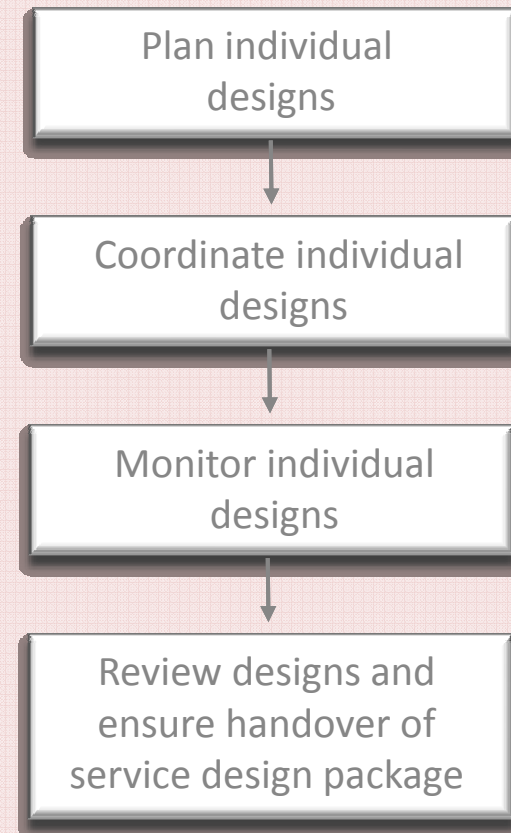 Plan individual
designs
Coordinate individual
designs
Monitor individual
designs
Review designs and
ensure handover of
service design package